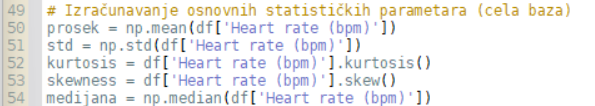 49 # Izračunavanje osnovnih statističkih parametara (cela baza)
50 prosek = np.mean(df['Heart rate (bpm)'])
51 std = np.std(df['Heart rate (bpm)'])
52 kurtosis = df['Heart rate (bpm)'].kurtosis()
53 skewness = df['Heart rate (bpm)'].skew()
54 medijana = np.median(df['Heart rate (bpm)'])